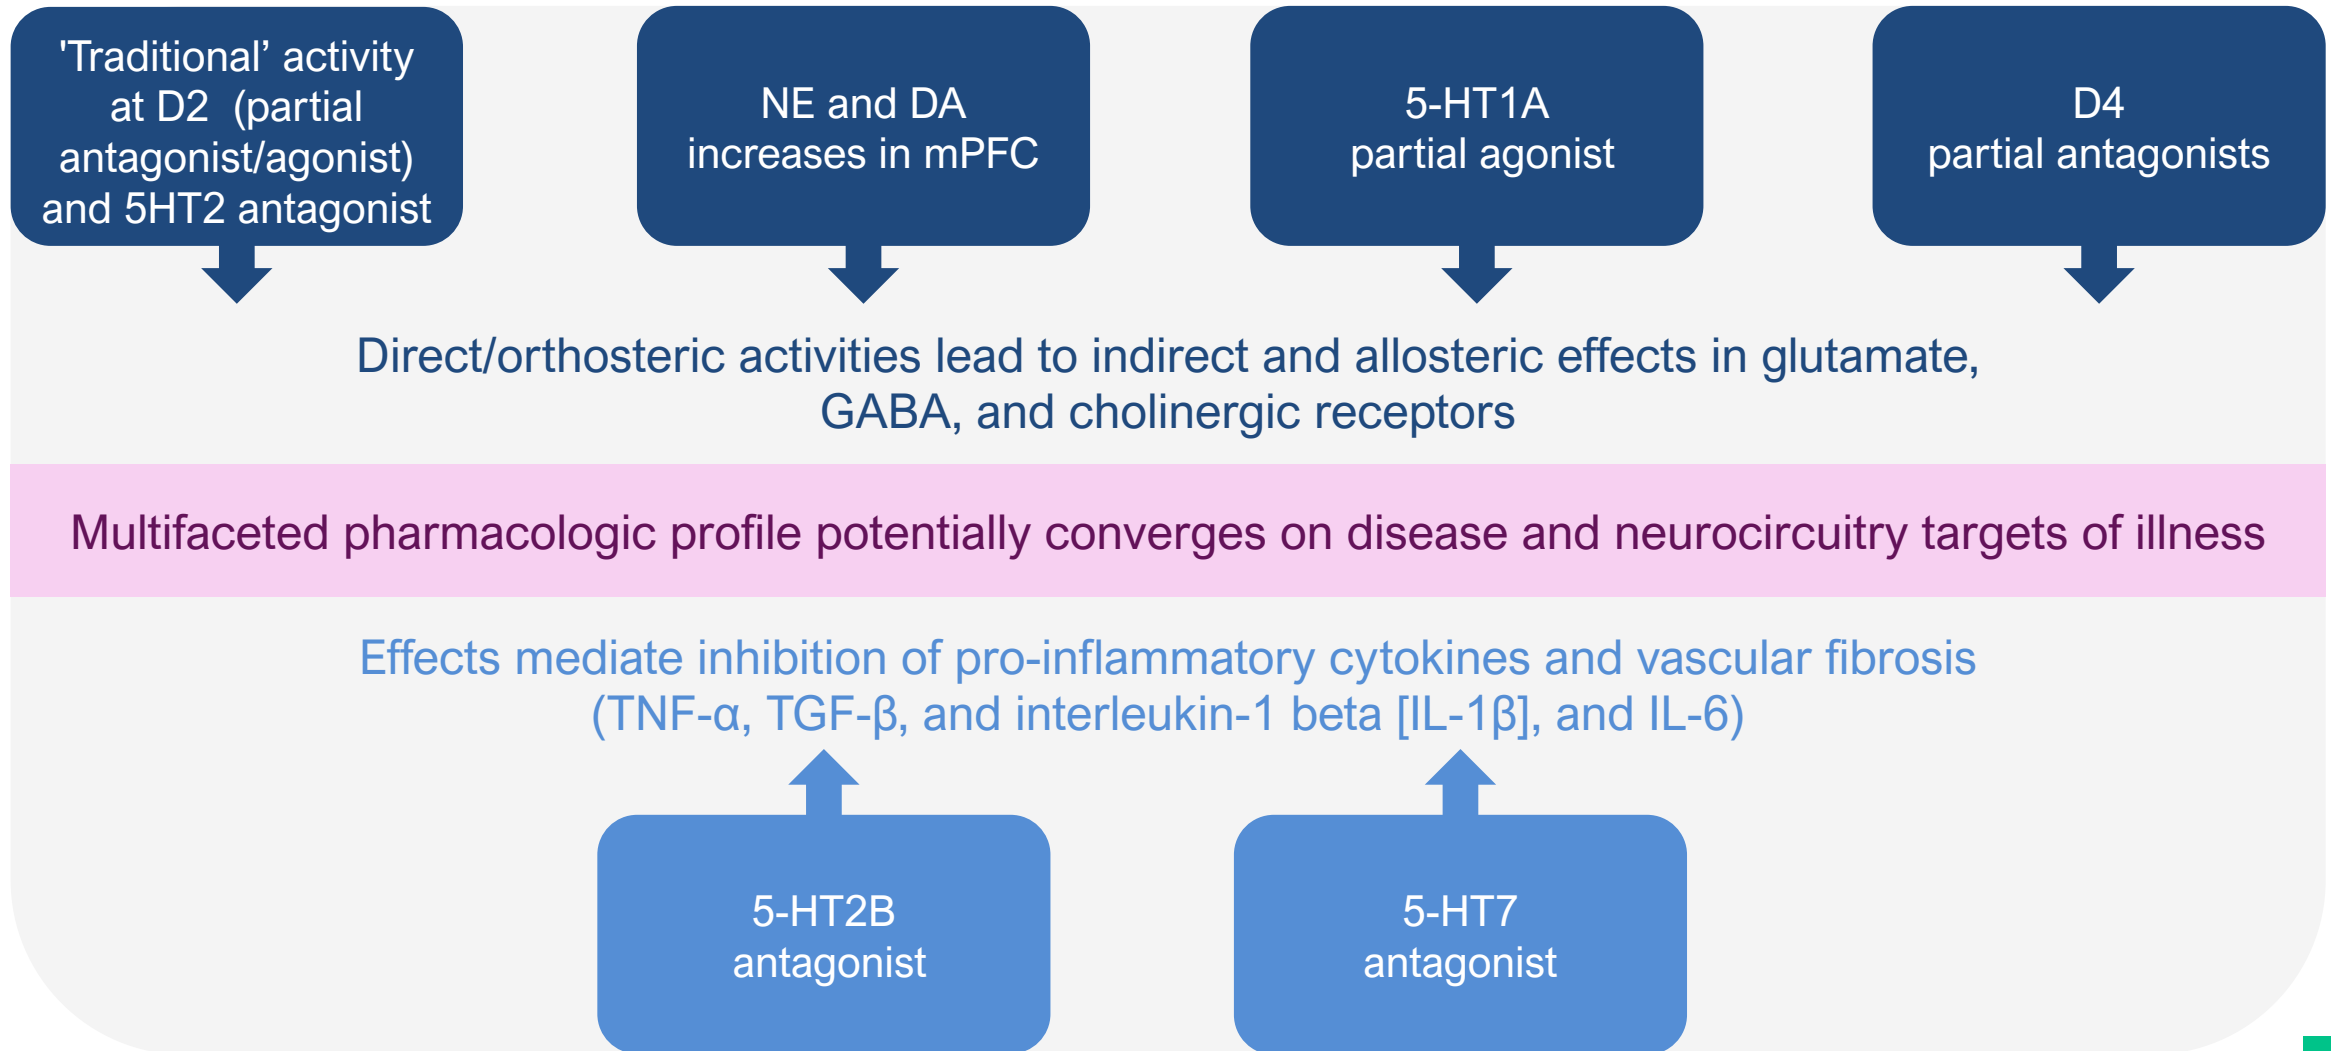 'Traditional’ activity
at D2 (partial
antagonist/agonist)
and 5HT2 antagonist
NE and DA
increases in mPFC
5-HT1A
partial agonist
D4
partial antagonists
Direct/orthosteric activities lead to indirect and allosteric effects in glutamate,
GABA, and cholinergic receptors
Multifaceted pharmacologic profile potentially converges on disease and neurocircuitry targets of illness
Effects mediate inhibition of pro-inflammatory cytokines and vascular fibrosis
(TNF-α, TGF-β, and interleukin-1 beta [IL-1β], and IL-6)
5-HT2B
antagonist
5-HT7
antagonist